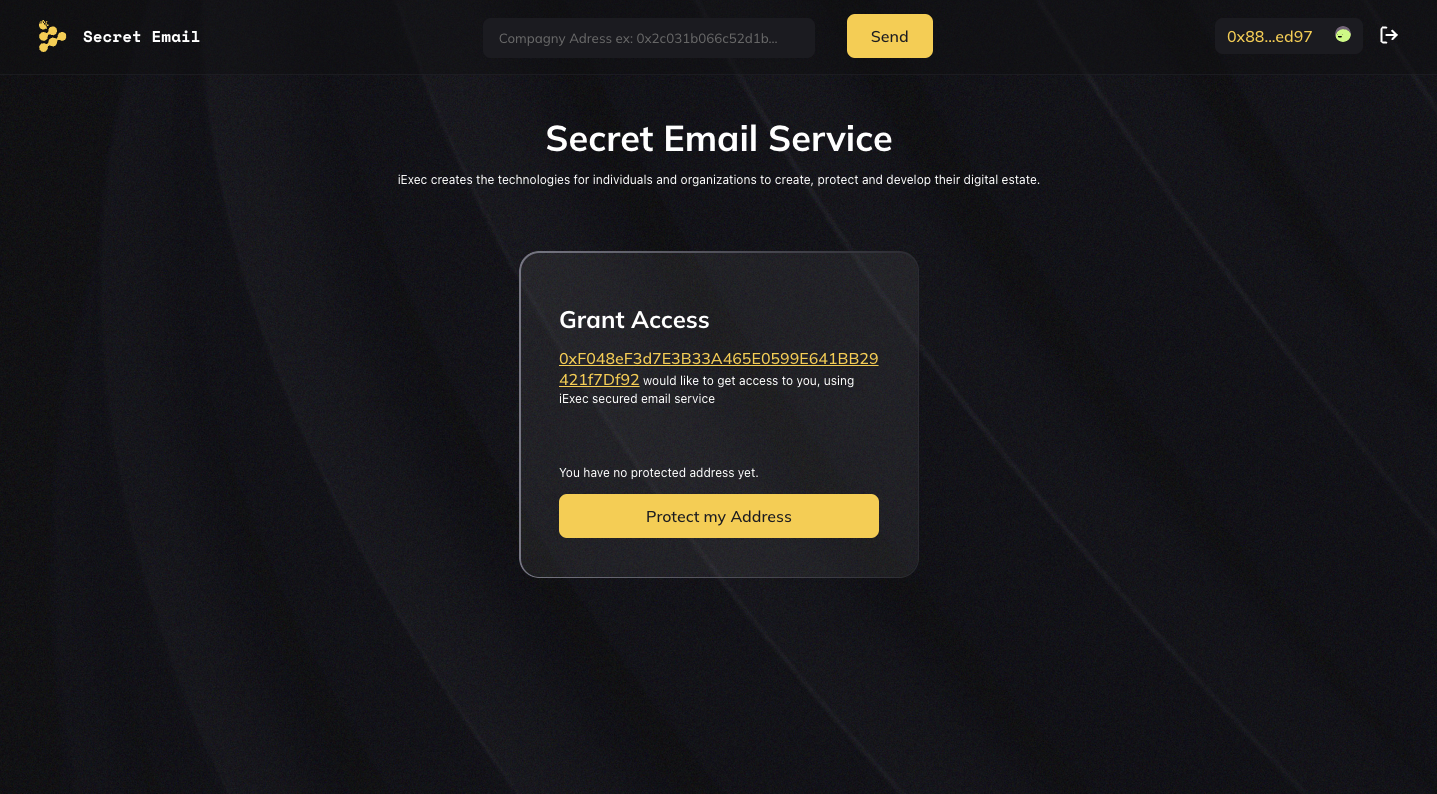 Secret Email
Compagny Adress ex: 0x2c031b066c52d1b...
Send
0x88...ed97
Secret Email Service
iExec creates the technologies for individuals and organizations to create, protect and develop their digital estate.
Grant Access
0xF048eF3d7E3B33A465E0599E641BB29
421f7Df92 would like to get access to you, using
iExec secured email service
You have no protected address yet.
Protect my Address